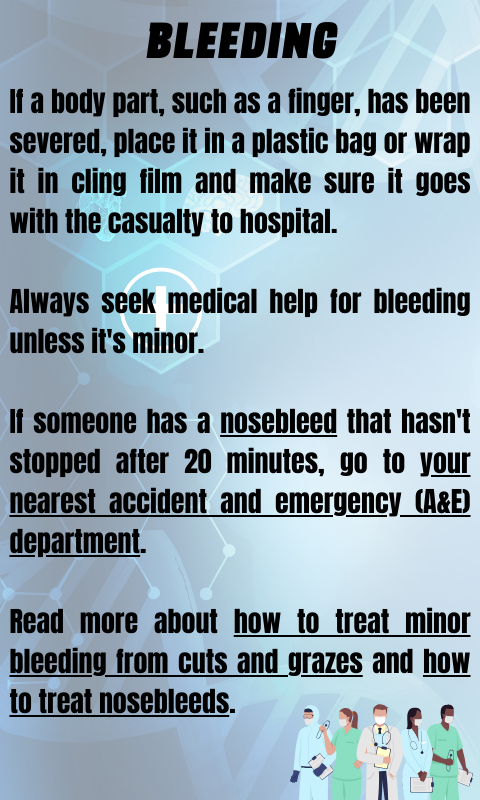 BLEEDING
If a body part, such as a finger, has been
severed, place it in a plastic bag or wrap
it in cling film and make sure it goes
with the casualty to hospital.
Always seek medical help for bleeding
unless it's minor.
If someone has a nosebleed that hasn't
stopped after 20 minutes, go to your
nearest accident and emergency (A&E)
department.
Read more about how to treat minor
bleeding from cuts and grazes and how
to treat nosebleeds.